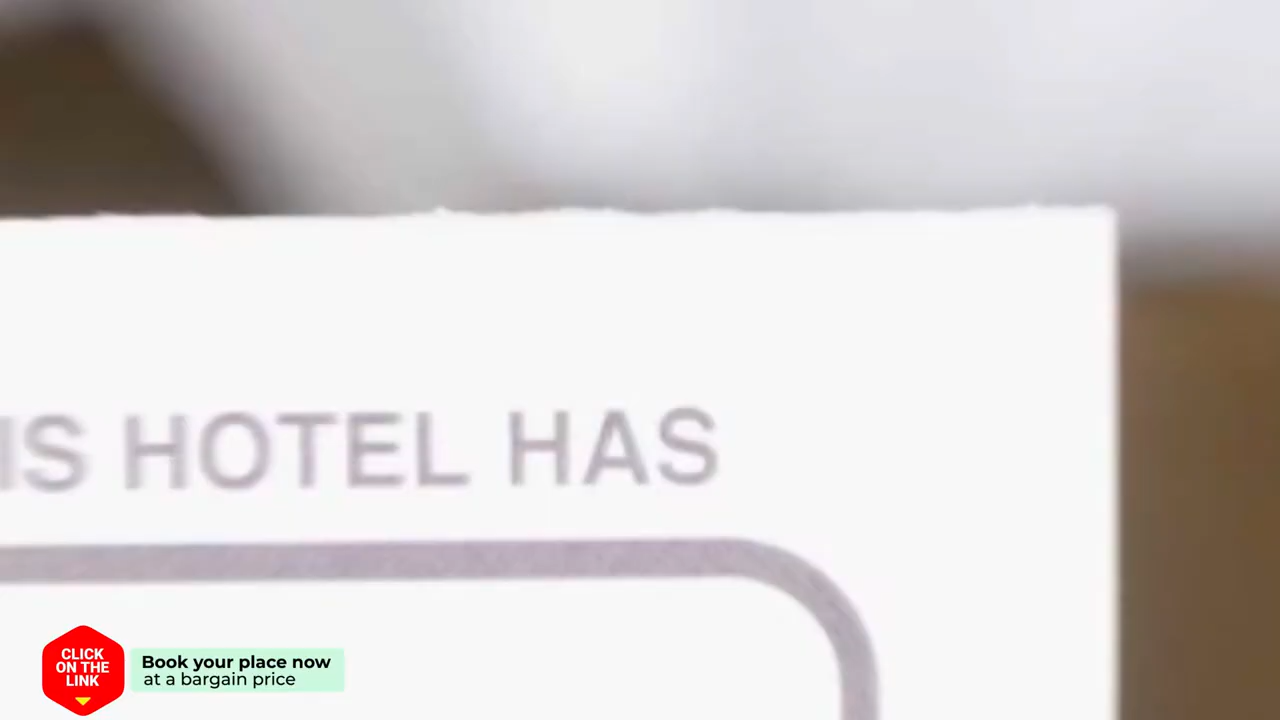 IS HOTEL HAS
CLICK
ON THE
LINK
Book your place now
at a bargain price